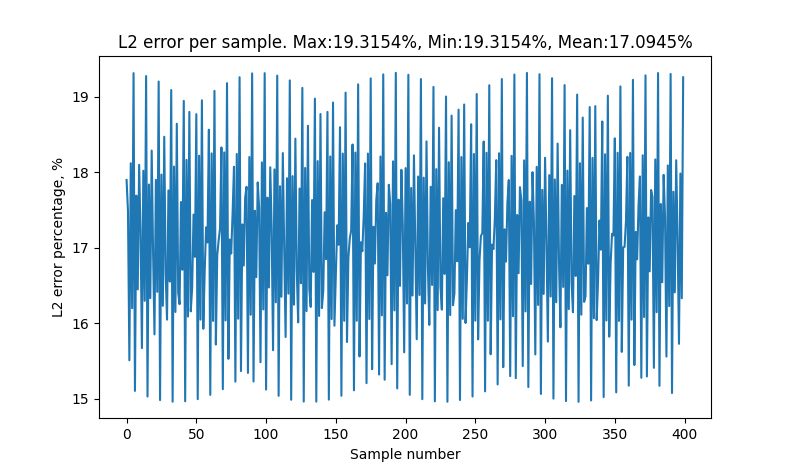 L2 error per sample. Max:19.3154%, Min:19.3154%, Mean:17.0945%
L2 error percentage, %
19
18
17
16
15
0 50 100 150 200 250 300 350 400
Sample number